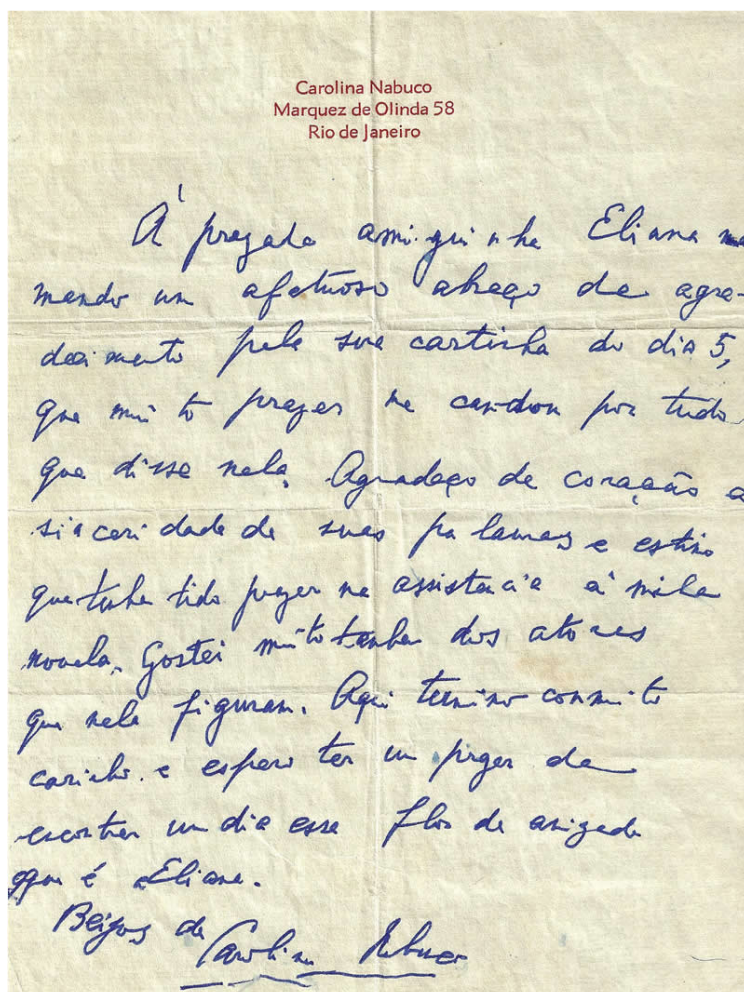 Carolina Nabuco
Marquez de Olinda 58
Rio de Janeiro
À prezada amiguinha Eliana
mando um afetuoso abraço de agra-
decimento pela sua cartinha do dia 5,
que muito prazer me causou por tudo
que disse nela. Agradeço de coração a
sinceridade de suas palavras e estimo
que tenha tido prazer na assistencia à minha
novela. Gostei muito tambem dos atores
que nela figuram. Aqui termino com muito
carinho e espero ter um prazer de
encontrar um dia essa flor de amizade
que é Eliana.
Beijos de
Carolina Nabuco